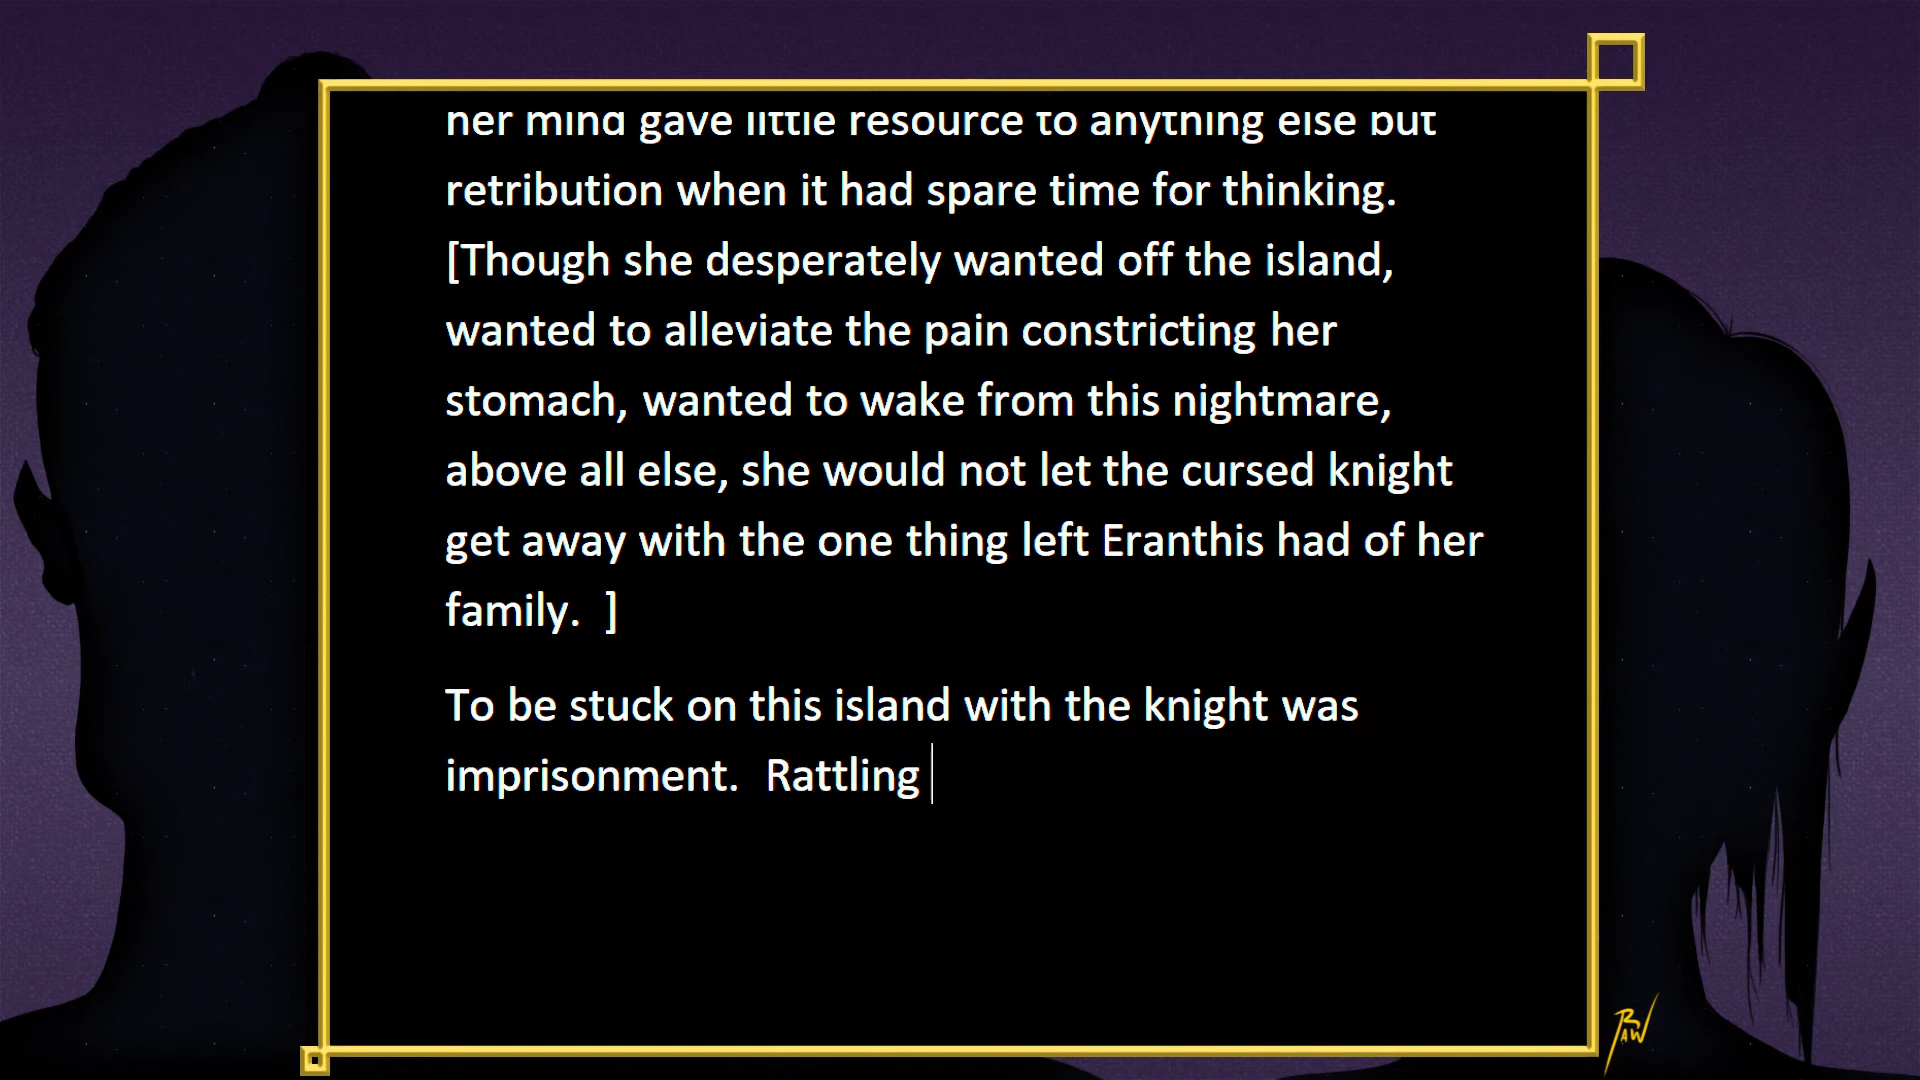 her mind gave little resource to anything else but
retribution when it had spare time for thinking.
[Though she desperately wanted off the island,
wanted to alleviate the pain constricting her
stomach, wanted to wake from this nightmare,
above all else, she would not let the cursed knight
get away with the one thing left Eranthis had of her
family.  ]
To be stuck on this island with the knight was
imprisonment.  Rattling
RAW